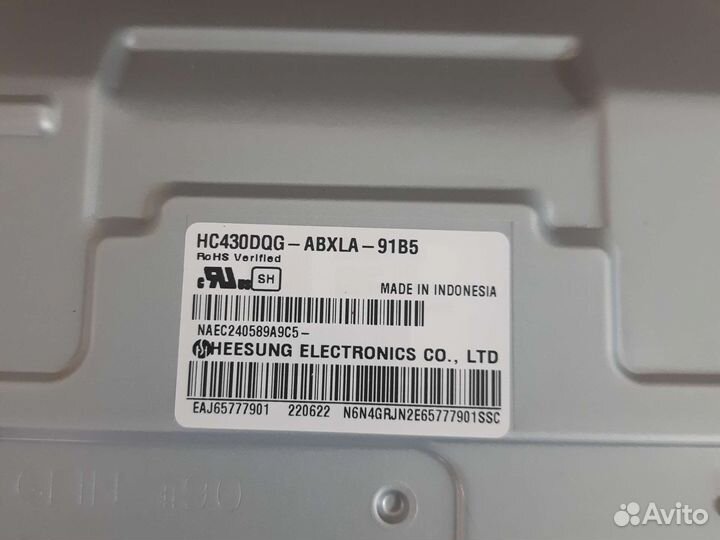 HC430DQG-ABXLA-91B5
RoHS Verified
SH
MADE IN INDONESIA
NAEC240589A9C5-
HEESUNG ELECTRONICS CO., LTD
EAJ65777901 220622 N6N4GRJN2E65777901SSC
Avito